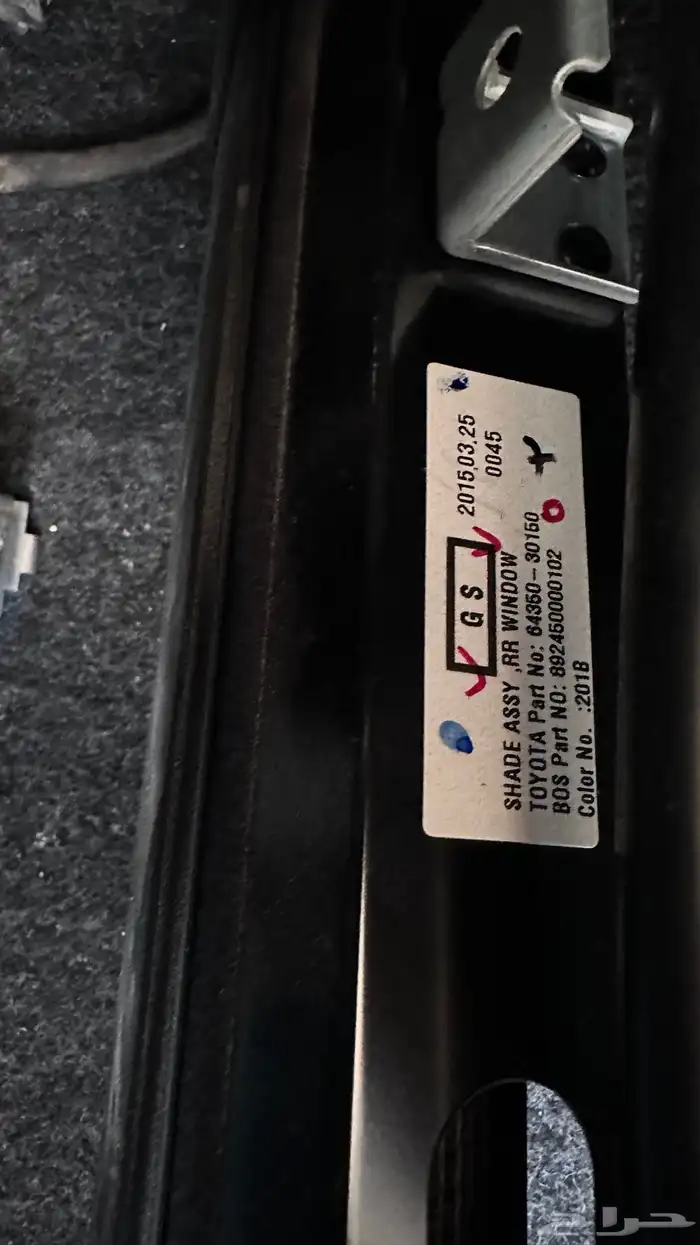 GS 2015.03.25
0045
SHADE ASSY ,RR WINDOW
TOYOTA Part No: 64350-30150
BOS Part NO: 892450000102
Color No. :201B
حراج